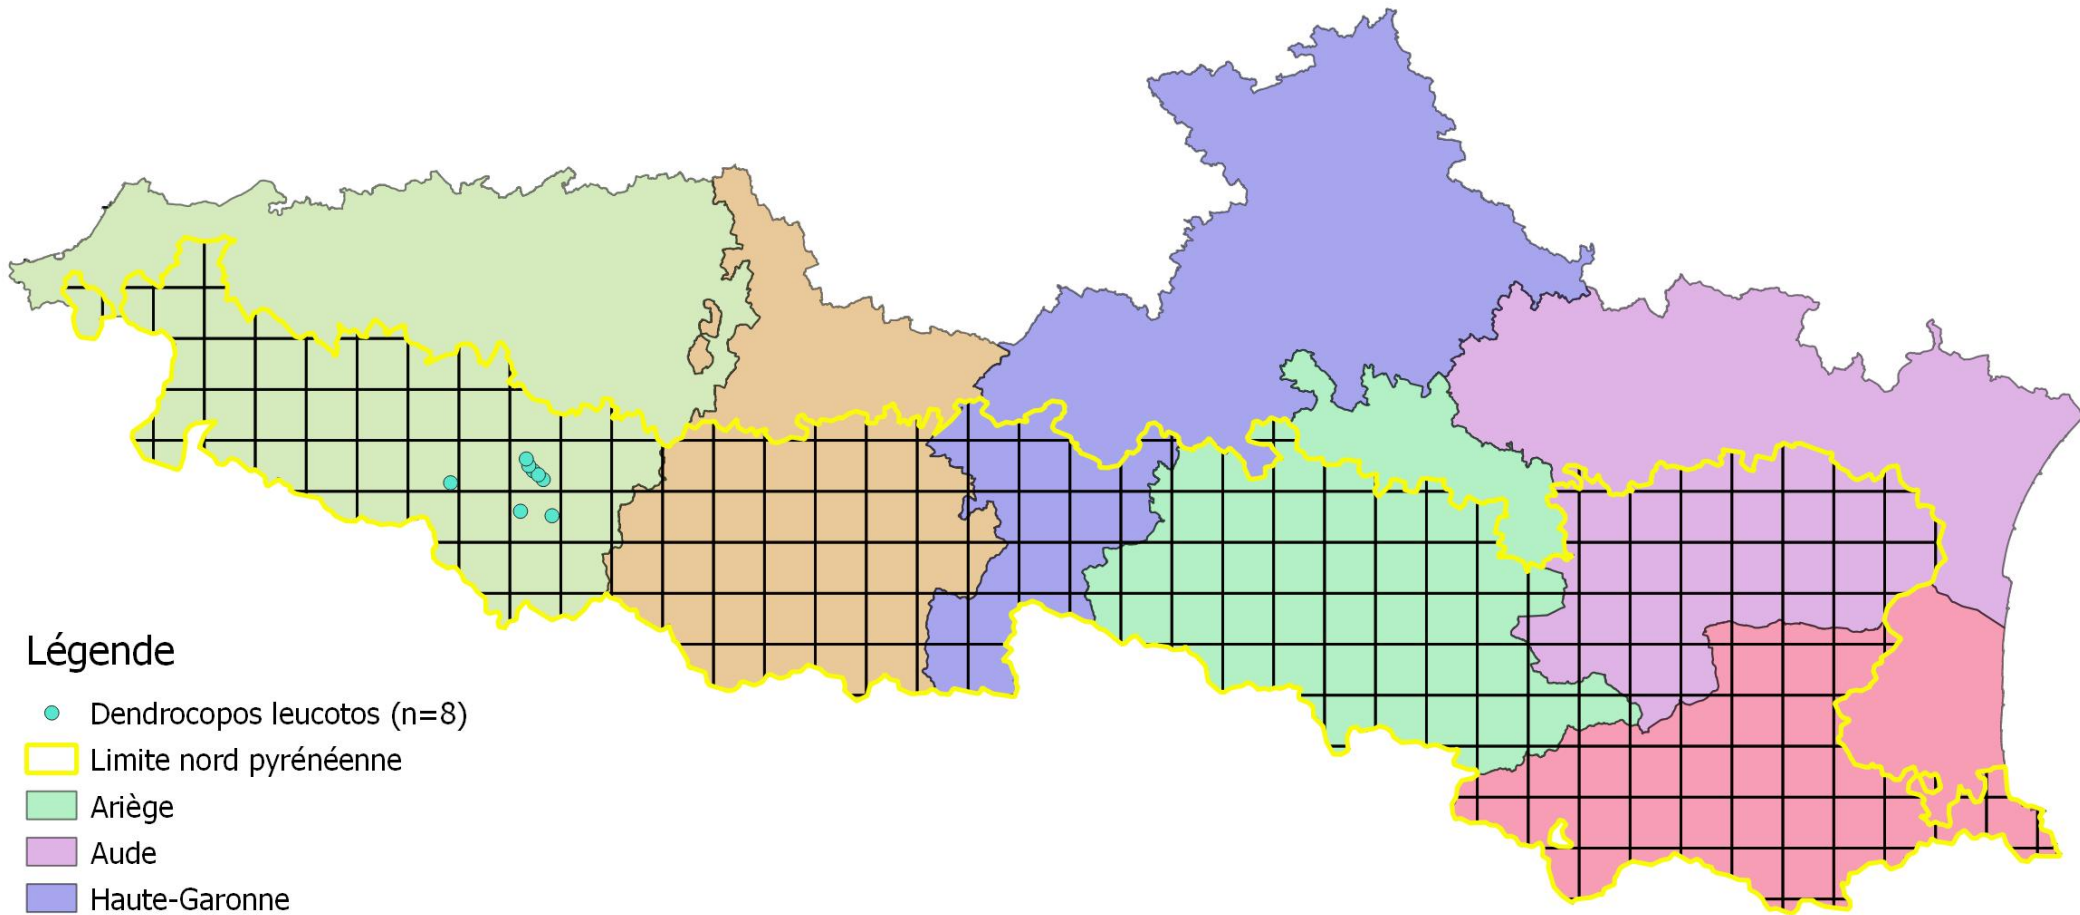 Légende
Dendrocopos leucotos (n=8)
Limite nord pyrénéenne
Ariège
Aude
Haute-Garonne